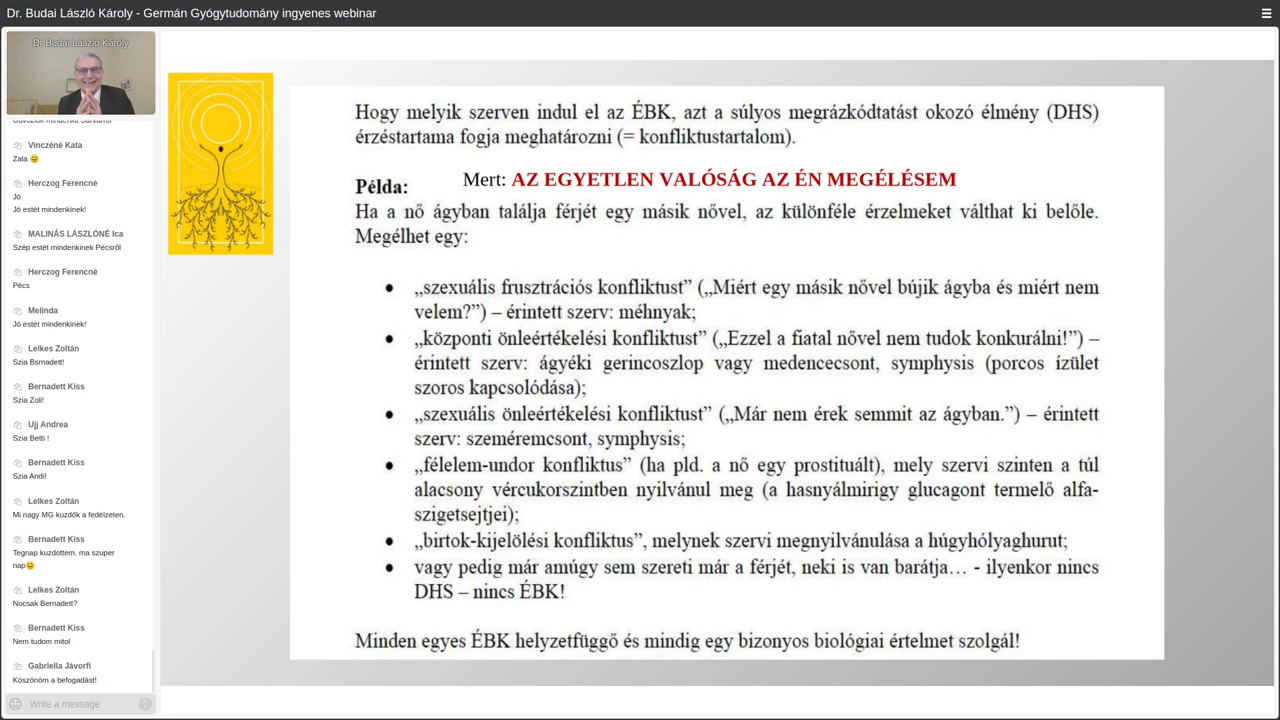 Dr. Budai László Károly - Germán Gyógytudomány ingyenes webinar
Dr Budai László Károly
Vinczéné Kata
Zala 😊
Herczog Ferencné
Jó
Jó estét mindenkinek!
MALINÁS LÁSZLÓNÉ Ica
Szép estét mindenkinek Pécsről
Herczog Ferencné
Pécs
Melinda
Jó estét mindenkinek!
Lelkes Zoltán
Szia Bsrnadett!
Bernadett Kiss
Szia Zoli!
Ujj Andrea
Szia Betti !
Bernadett Kiss
Szia Andi!
Lelkes Zoltán
Mi nagy MG kuzdők a fedélzeten.
Bernadett Kiss
Tegnap kuzdottem, ma szuper
nap😊
Lelkes Zoltán
Nocsak Bernadett?
Bernadett Kiss
Nem tudom mitol
Gabriella Jávorfi
Köszönöm a befogadást!
Write a message
Hogy melyik szerven indul el az ÉBK, azt a súlyos megrázkódtatást okozó élmény (DHS)
érzéstartama fogja meghatározni (= konfliktustartalom).
Mert: AZ EGYETLEN VALÓSÁG AZ ÉN MEGÉLÉSEM
Példa:
Ha a nő ágyban találja férjét egy másik nővel, az különféle érzelmeket válthat ki belőle.
Megélhet egy:
• „szexuális frusztrációs konfliktust” („Miért egy másik nővel bújik ágyba és miért nem
velem?”) – érintett szerv: méhnyak;
• „központi önleértékelési konfliktust” („Ezzel a fiatal nővel nem tudok konkurálni!”) –
érintett szerv: ágyéki gerincoszlop vagy medencecsont, symphysis (porcos ízület
szoros kapcsolódása);
• „szexuális önleértékelési konfliktust” („Már nem érek semmit az ágyban.”) – érintett
szerv: szeméremcsont, symphysis;
• „félelem-undor konfliktus” (ha pld. a nő egy prostituált), mely szervi szinten a túl
alacsony vércukorszintben nyilvánul meg (a hasnyálmirigy glucagont termelő alfa-
szigetsejtjei);
• „birtok-kijelölési konfliktus”, melynek szervi megnyilvánulása a húgyhólyaghurut;
• vagy pedig már amúgy sem szereti már a férjét, neki is van barátja… - ilyenkor nincs
DHS – nincs ÉBK!
Minden egyes ÉBK helyzetfüggő és mindig egy bizonyos biológiai értelmet szolgál!